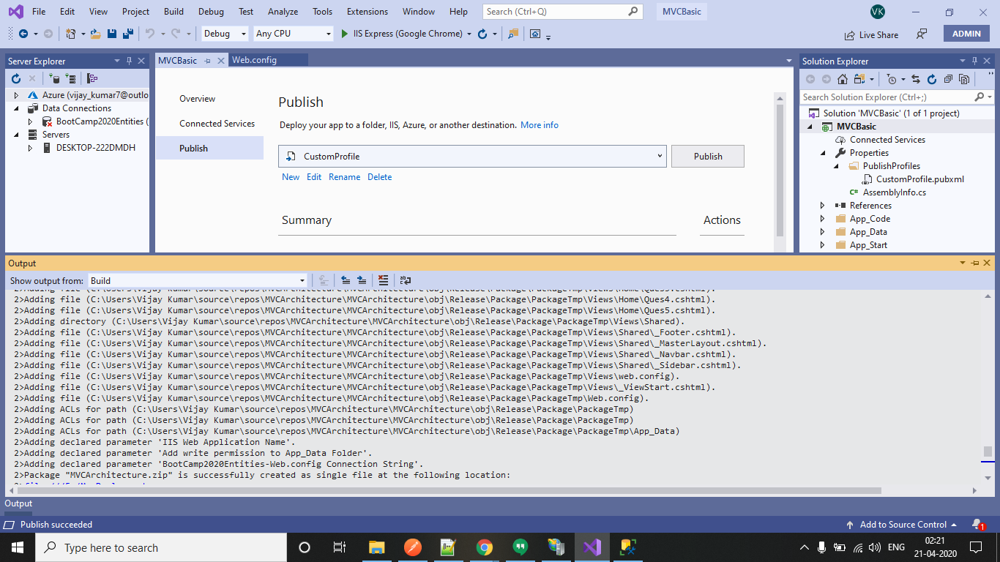 File Edit View Project Build Debug Test Analyze Tools Extensions Window Help Search (Ctrl+Q) MVCBasic VK
Debug Any CPU IIS Express (Google Chrome) Live Share ADMIN
Server Explorer
Azure (vijay_kumar7@outlo
Data Connections
BootCamp2020Entities (
Servers
DESKTOP-222DMDH
MVCBasic Web.config
Overview
Connected Services
Publish
Publish
Deploy your app to a folder, IIS, Azure, or another destination. More info
CustomProfile Publish
New Edit Rename Delete
Summary Actions
Solution Explorer
Search Solution Explorer (Ctrl+;)
Solution 'MVCBasic' (1 of 1 project)
MVCBasic
Connected Services
Properties
PublishProfiles
CustomProfile.pubxml
C# AssemblyInfo.cs
References
App_Code
App_Data
App_Start
Output
Show output from: Build
2>Adding file (C:\Users\Vijay Kumar\source\repos\MVCArchitecture\MVCArchitecture\obj\Release\Package\PackageTmp\Views\Home\Ques3.cshtml).
2>Adding file (C:\Users\Vijay Kumar\source\repos\MVCArchitecture\MVCArchitecture\obj\Release\Package\PackageTmp\Views\Home\Ques4.cshtml).
2>Adding file (C:\Users\Vijay Kumar\source\repos\MVCArchitecture\MVCArchitecture\obj\Release\Package\PackageTmp\Views\Home\Ques5.cshtml).
2>Adding directory (C:\Users\Vijay Kumar\source\repos\MVCArchitecture\MVCArchitecture\obj\Release\Package\PackageTmp\Views\Shared).
2>Adding file (C:\Users\Vijay Kumar\source\repos\MVCArchitecture\MVCArchitecture\obj\Release\Package\PackageTmp\Views\Shared\_Footer.cshtml).
2>Adding file (C:\Users\Vijay Kumar\source\repos\MVCArchitecture\MVCArchitecture\obj\Release\Package\PackageTmp\Views\Shared\_MasterLayout.cshtml).
2>Adding file (C:\Users\Vijay Kumar\source\repos\MVCArchitecture\MVCArchitecture\obj\Release\Package\PackageTmp\Views\Shared\_Navbar.cshtml).
2>Adding file (C:\Users\Vijay Kumar\source\repos\MVCArchitecture\MVCArchitecture\obj\Release\Package\PackageTmp\Views\Shared\_Sidebar.cshtml).
2>Adding file (C:\Users\Vijay Kumar\source\repos\MVCArchitecture\MVCArchitecture\obj\Release\Package\PackageTmp\Views\web.config).
2>Adding file (C:\Users\Vijay Kumar\source\repos\MVCArchitecture\MVCArchitecture\obj\Release\Package\PackageTmp\Views\_ViewStart.cshtml).
2>Adding file (C:\Users\Vijay Kumar\source\repos\MVCArchitecture\MVCArchitecture\obj\Release\Package\PackageTmp\Web.config).
2>Adding ACLs for path (C:\Users\Vijay Kumar\source\repos\MVCArchitecture\MVCArchitecture\obj\Release\Package\PackageTmp)
2>Adding ACLs for path (C:\Users\Vijay Kumar\source\repos\MVCArchitecture\MVCArchitecture\obj\Release\Package\PackageTmp)
2>Adding ACLs for path (C:\Users\Vijay Kumar\source\repos\MVCArchitecture\MVCArchitecture\obj\Release\Package\PackageTmp\App_Data)
2>Adding declared parameter 'IIS Web Application Name'.
2>Adding declared parameter 'Add write permission to App_Data Folder'.
2>Adding declared parameter 'BootCamp2020Entities-Web.config Connection String'.
2>Package "MVCArchitecture.zip" is successfully created as single file at the following location:
Output
Publish succeeded Add to Source Control 1
Type here to search ENG 02:21
21-04-2020